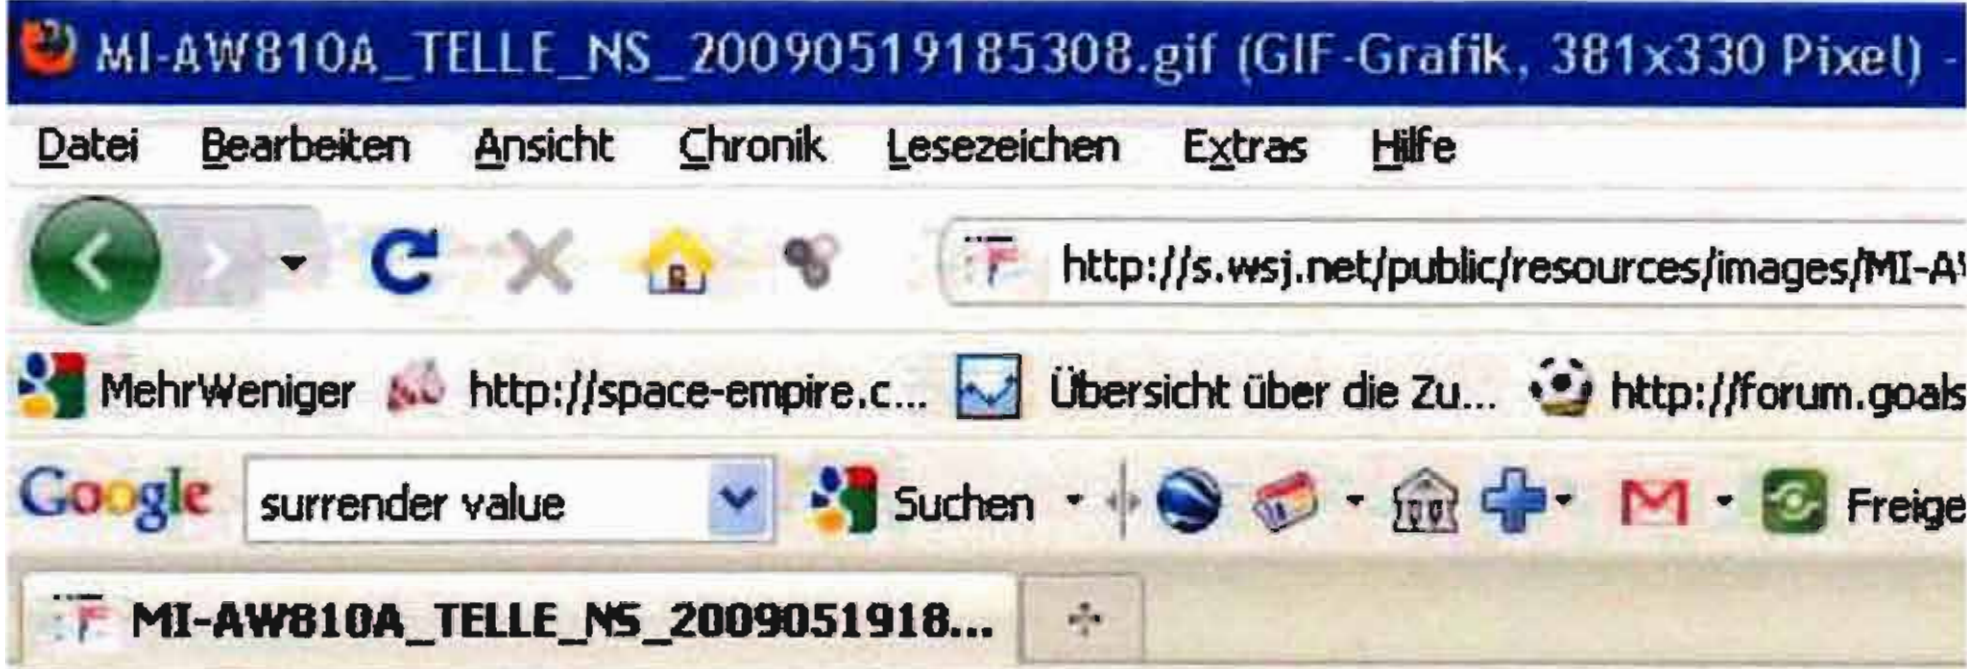 MI-AW810A_TELLE_NS_20090519185308.gif (GIF-Grafik, 381x330 Pixel) -
Datei Bearbeiten Ansicht Chronik Lesezeichen Extras Hilfe
http://s.wsj.net/public/resources/images/MI-A
MehrWeniger http://space-empire.c... Übersicht über die Zu... http://forum.goals
Google surrender value Suchen Freige
MI-AW810A_TELLE_NS_2009051918...